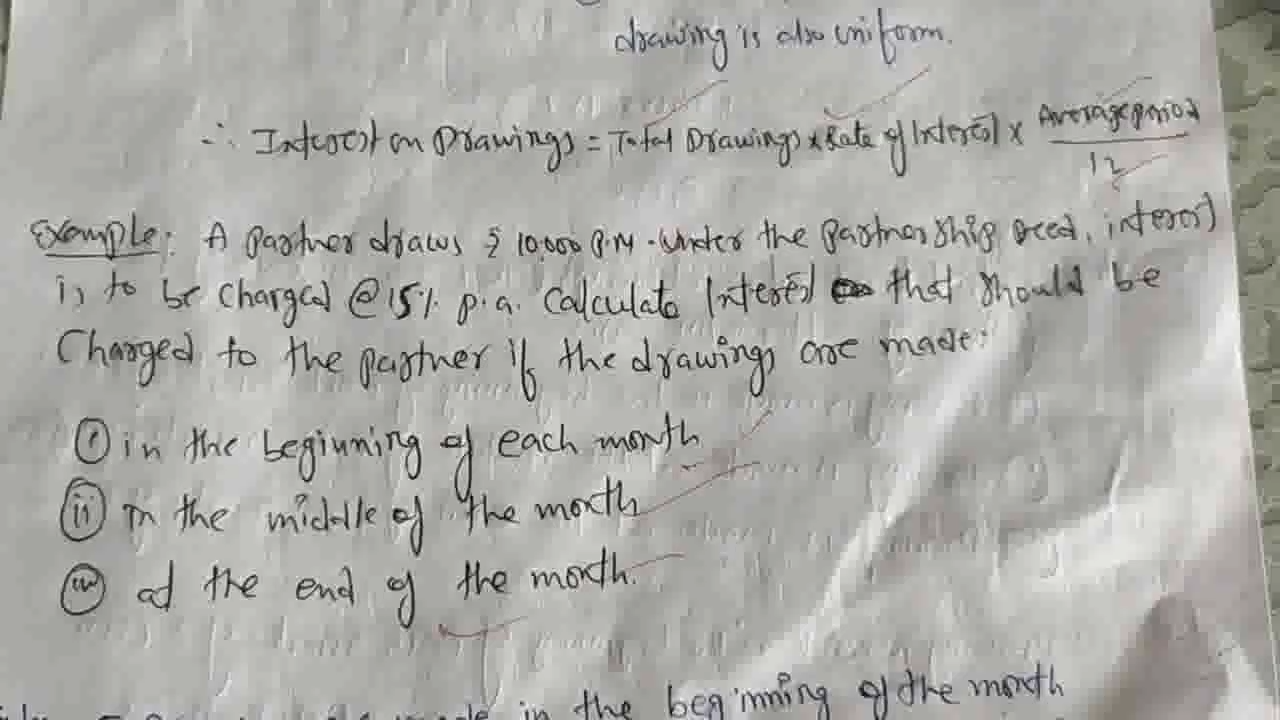 drawing is also uniform.
∴ Interest on Drawings = Total Drawings × Rate of Interest × Average period / 12
Example: A partner draws ₹ 10,000 P.M. Under the partnership Deed, interest
is to be charged @ 15% p.a. Calculate Interest that should be
Charged to the partner if the drawings are made:
(i) in the beginning of each month
(ii) in the middle of the month
(iii) at the end of the month.
made in the beginning of the month